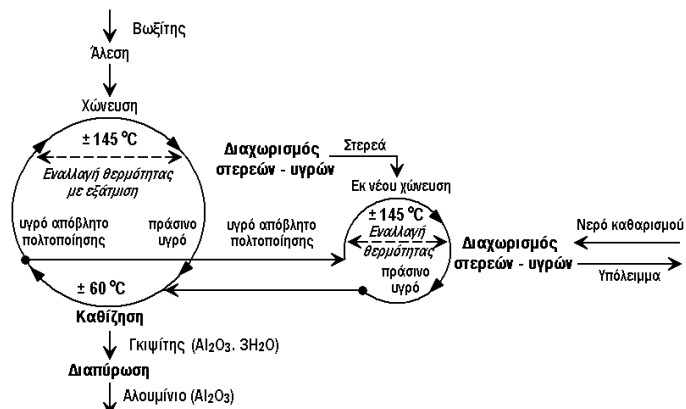 Βωξίτης
Άλεση
Χώνευση
± 145 °C
Εναλλαγή θερμότητας
με εξάτμιση
υγρό απόβλητο
πολτοποίησης
πράσινο
υγρό
± 60 °C
Καθίζηση
Γκιψίτης (Al2O3. 3H2O)
Διαπύρωση
Αλουμίνιο (Al2O3)
Διαχωρισμός
στερεών - υγρών
Στερεά
Εκ νέου χώνευση
± 145 °C
Εναλλαγή
θερμότητας
υγρό απόβλητο
πολτοποίησης
πράσινο
υγρό
Διαχωρισμός
στερεών - υγρών
Νερό καθαρισμού
Υπόλειμμα